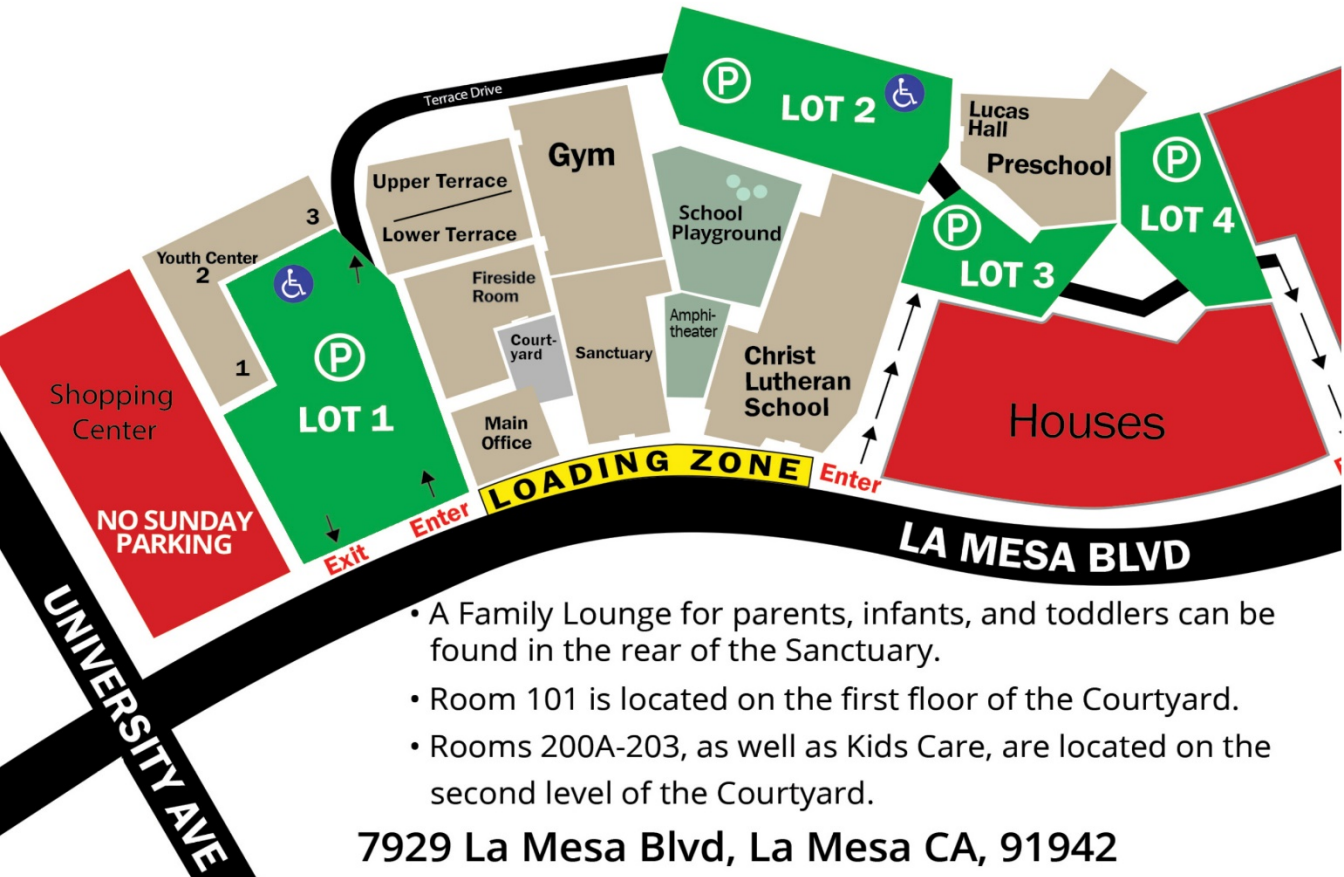 Terrace Drive
P
LOT 2
Lucas
Hall
Preschool
P
LOT 4
Gym
Upper Terrace
Lower Terrace
School
Playground
3
Youth Center
2
1
P
LOT 3
Fireside
Room
Court-
yard
Sanctuary
Amphi-
theater
Christ
Lutheran
School
P
LOT 1
Shopping
Center
NO SUNDAY
PARKING
Main
Office
Houses
LOADING ZONE
Enter
Enter
Exit
LA MESA BLVD
UNIVERSITY AVE
• A Family Lounge for parents, infants, and toddlers can be
found in the rear of the Sanctuary.
• Room 101 is located on the first floor of the Courtyard.
• Rooms 200A-203, as well as Kids Care, are located on the
second level of the Courtyard.
7929 La Mesa Blvd, La Mesa CA, 91942